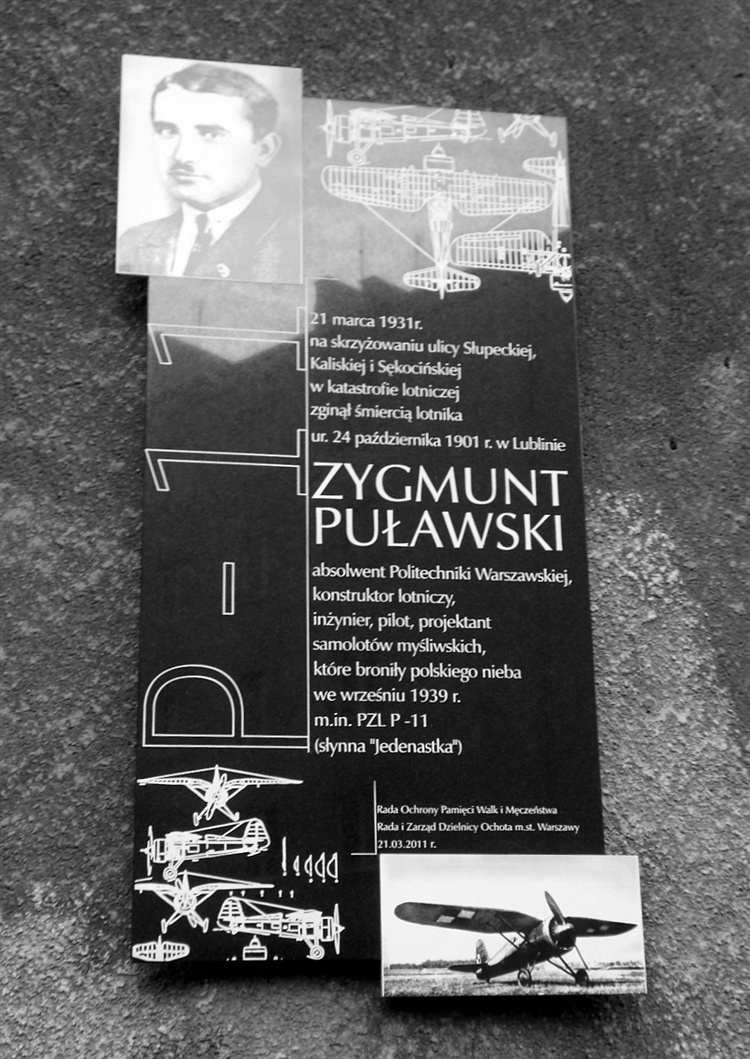 21 marca 1931r.
na skrzyżowaniu ulicy Słupeckiej,
Kaliskiej i Sękocińskiej
w katastrofie lotniczej
zginął śmiercią lotnika
ur. 24 października 1901 r. w Lublinie
ZYGMUNT
PUŁAWSKI
absolwent Politechniki Warszawskiej,
konstruktor lotniczy,
inżynier, pilot, projektant
samolotów myśliwskich,
które broniły polskiego nieba
we wrześniu 1939 r.
m.in. PZL P -11
(słynna "Jedenastka")
P-11
Rada Ochrony Pamięci Walk i Męczeństwa
Rada i Zarząd Dzielnicy Ochota m.st. Warszawy
21.03.2011 r.